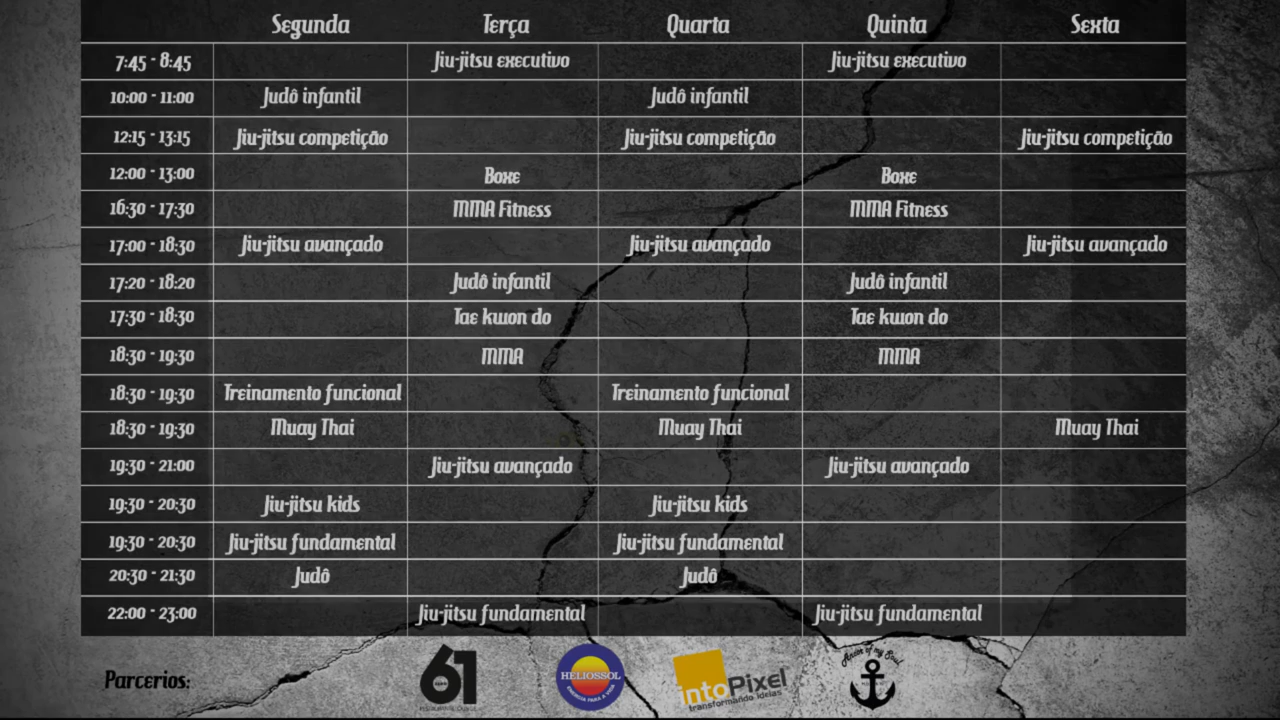 Segunda Terça Quarta Quinta Sexta
7:45 - 8:45 Jiu-jitsu executivo Jiu-jitsu executivo
10:00 - 11:00 Judô infantil Judô infantil
12:15 - 13:15 Jiu-jitsu competição Jiu-jitsu competição Jiu-jitsu competição
12:00 - 13:00 Boxe Boxe
16:30 - 17:30 MMA Fitness MMA Fitness
17:00 - 18:30 Jiu-jitsu avançado Jiu-jitsu avançado Jiu-jitsu avançado
17:20 - 18:20 Judô infantil Judô infantil
17:30 - 18:30 Tae kwon do Tae kwon do
18:30 - 19:30 MMA MMA
18:30 - 19:30 Treinamento funcional Treinamento funcional
18:30 - 19:30 Muay Thai Muay Thai Muay Thai
19:30 - 21:00 Jiu-jitsu avançado Jiu-jitsu avançado
19:30 - 20:30 Jiu-jitsu kids Jiu-jitsu kids
19:30 - 20:30 Jiu-jitsu fundamental Jiu-jitsu fundamental
20:30 - 21:30 Judô Judô
22:00 - 23:00 Jiu-jitsu fundamental Jiu-jitsu fundamental
Parcerios:
61
HELIOSSOL
ENERGIA PARA A VIDA
intoPixel
transformando ideias
of my Soul